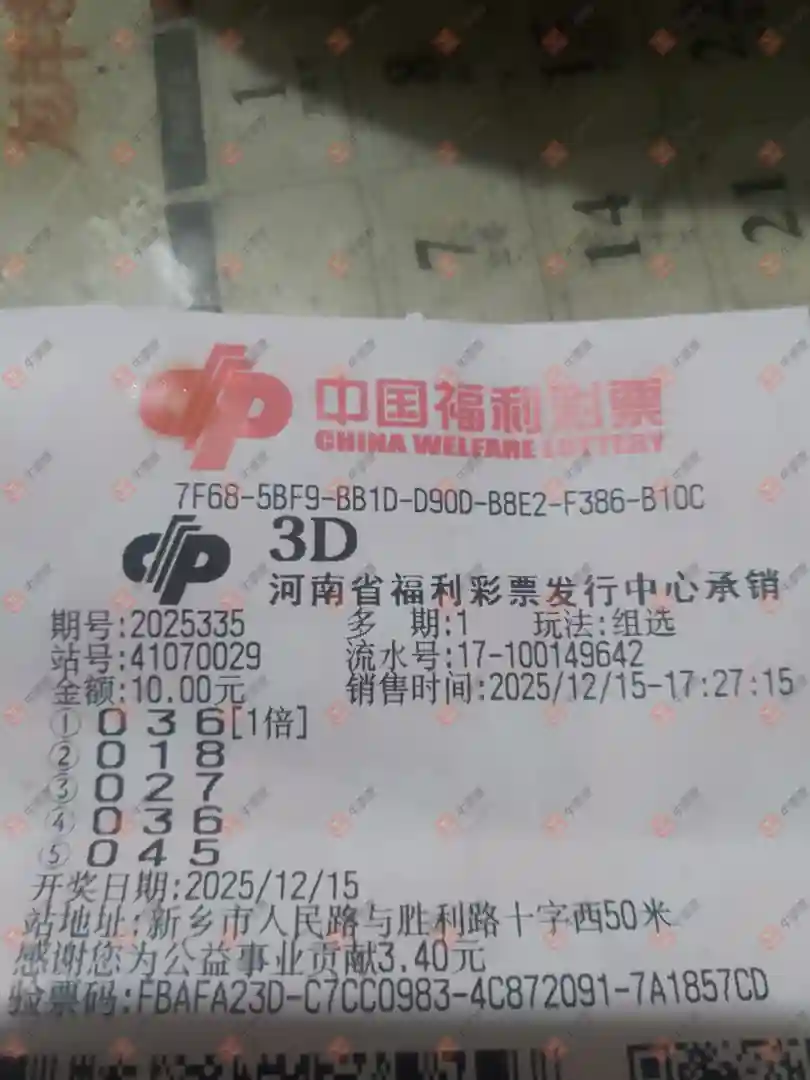 1
8
15
7
14
21
中国福利彩票
CHINA WELFARE LOTTERY
7F68-5BF9-BB1D-D90D-B8E2-F386-B10C
3D
河南省福利彩票发行中心承销
期号:2025335 多 期:1 玩法:组选
站号:41070029 流水号:17-100149642
金额:10.00元 销售时间:2025/12/15-17:27:15
① 0 3 6[1倍]
② 0 1 8
③ 0 2 7
④ 0 3 6
⑤ 0 4 5
开奖日期:2025/12/15
站地址:新乡市人民路与胜利路十字西50米
感谢您为公益事业贡献3.40元
验票码:FBAFA23D-C7CC0983-4C872091-7A1857CD